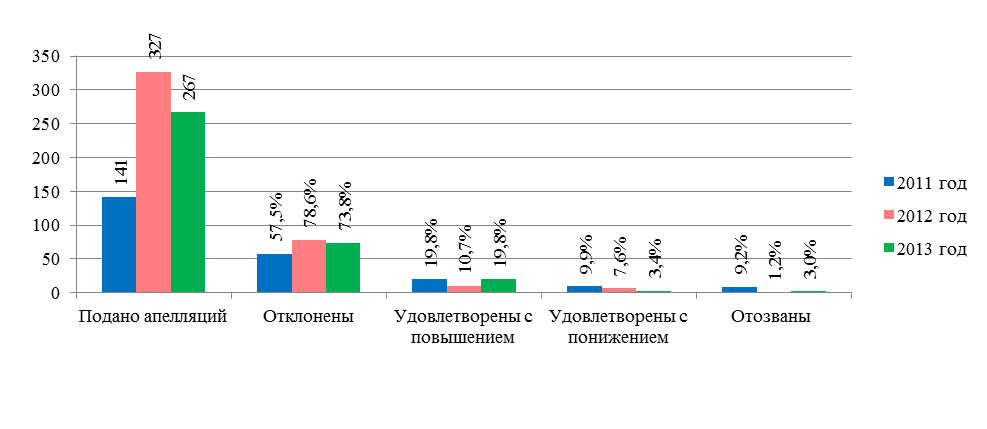 350
300
250
200
150
100
50
0
141
327
267
57,5%
78,6%
73,8%
19,8%
10,7%
19,8%
9,9%
7,6%
3,4%
9,2%
1,2%
3,0%
Подано апелляций
Отклонены
Удовлетворены с
повышением
Удовлетворены с
понижением
Отозваны
2011 год
2012 год
2013 год